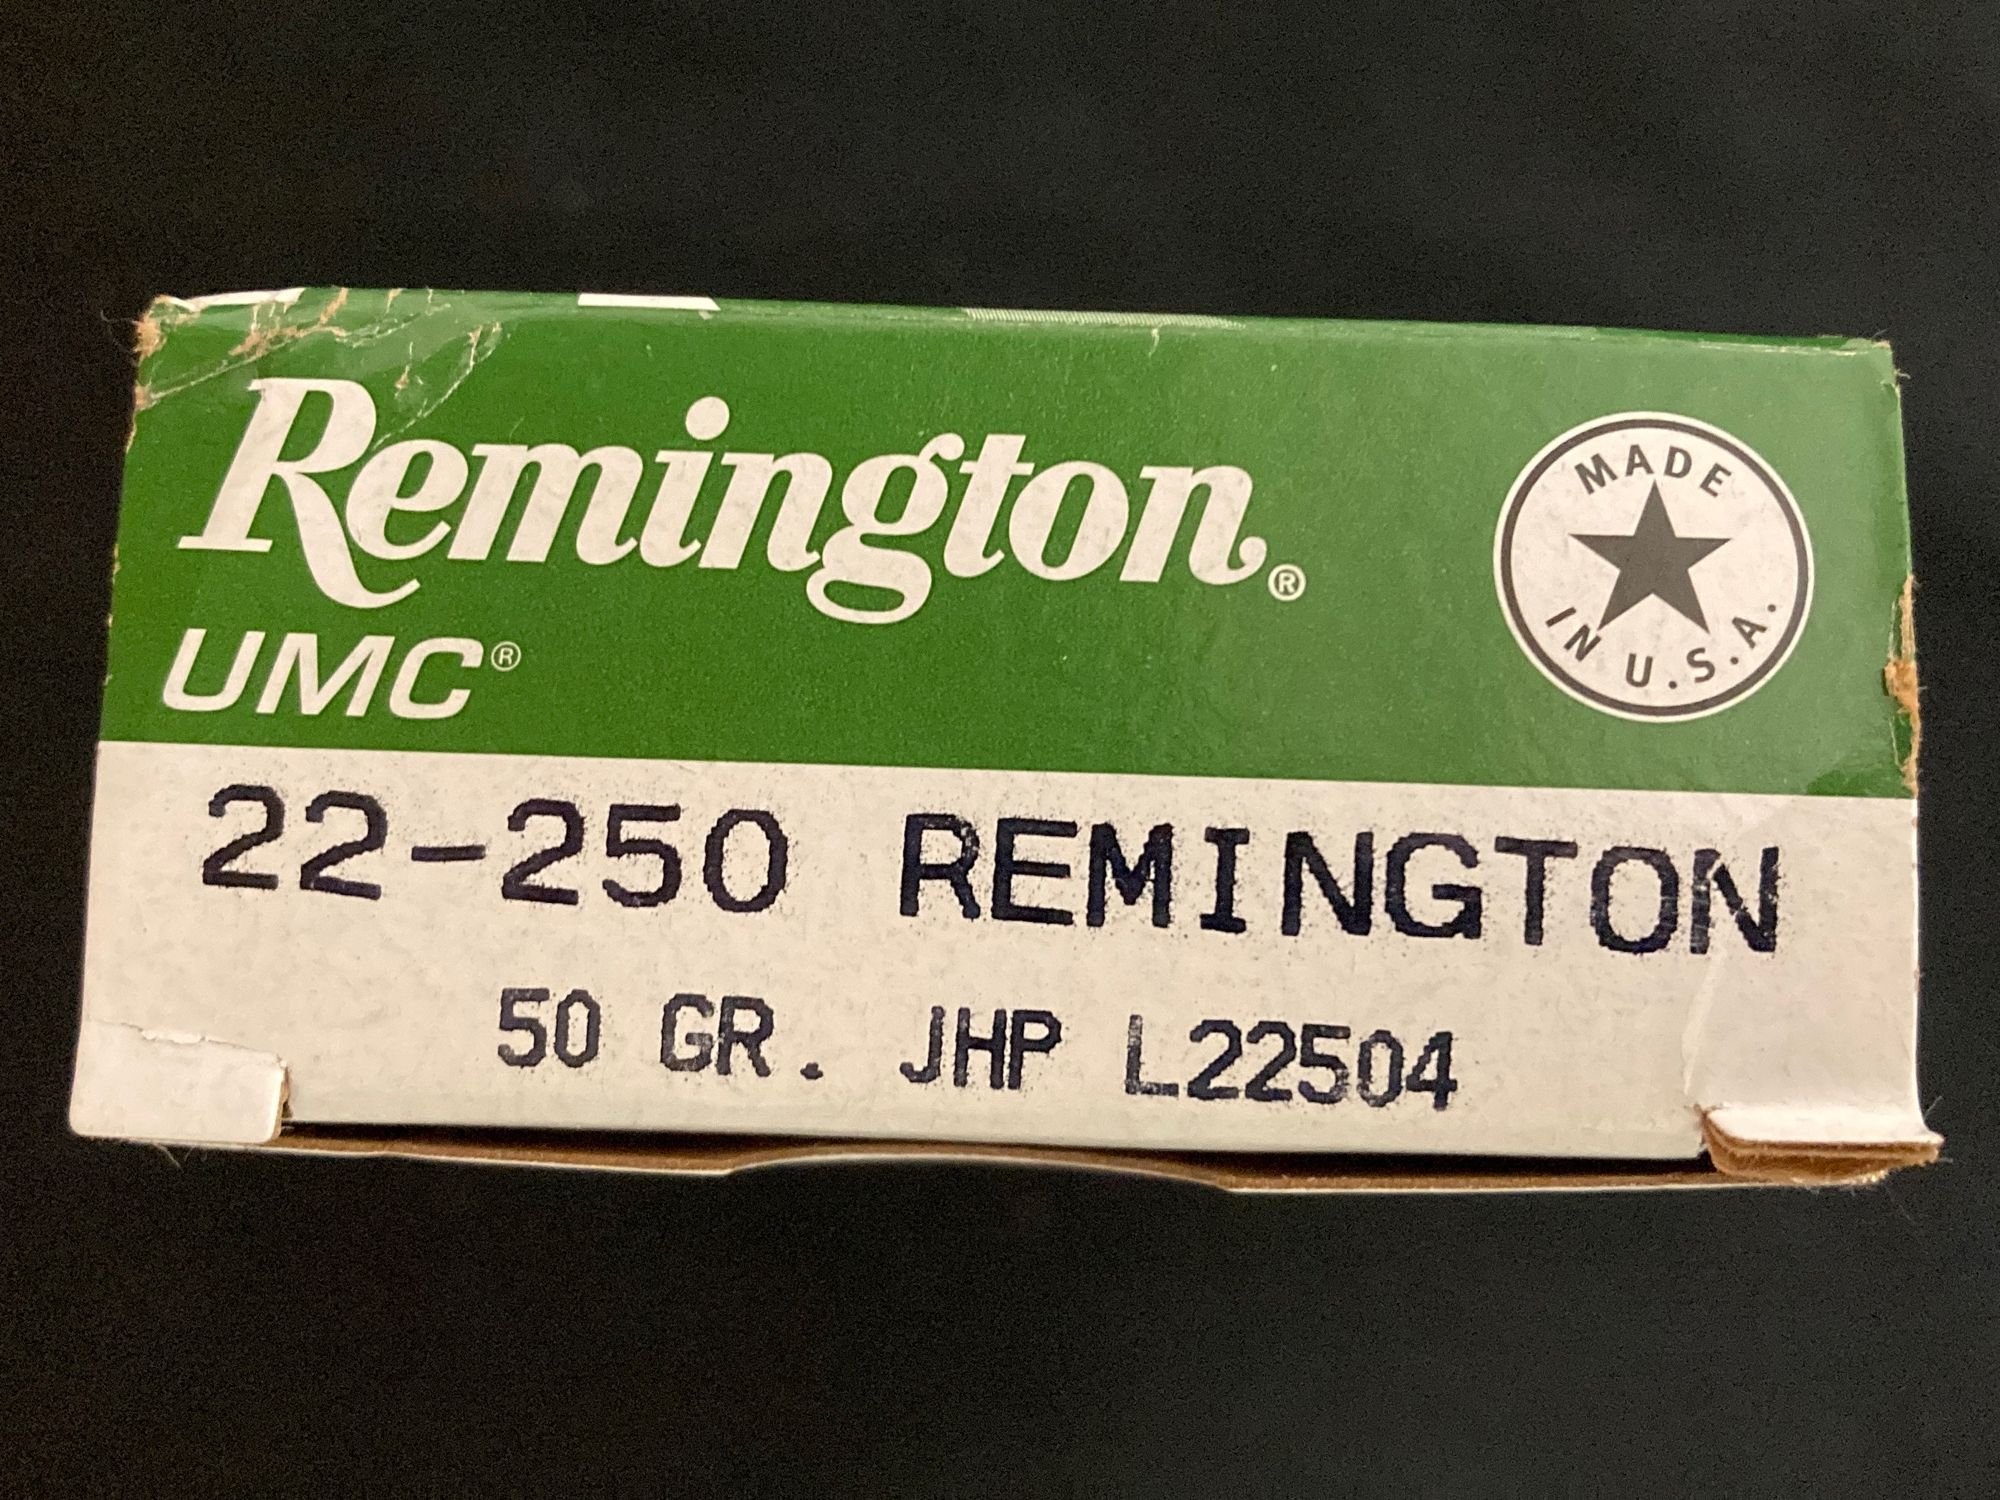 Remington®
UMC®
MADE
IN U.S.A.
22-250 REMINGTON
50 GR. JHP L22504